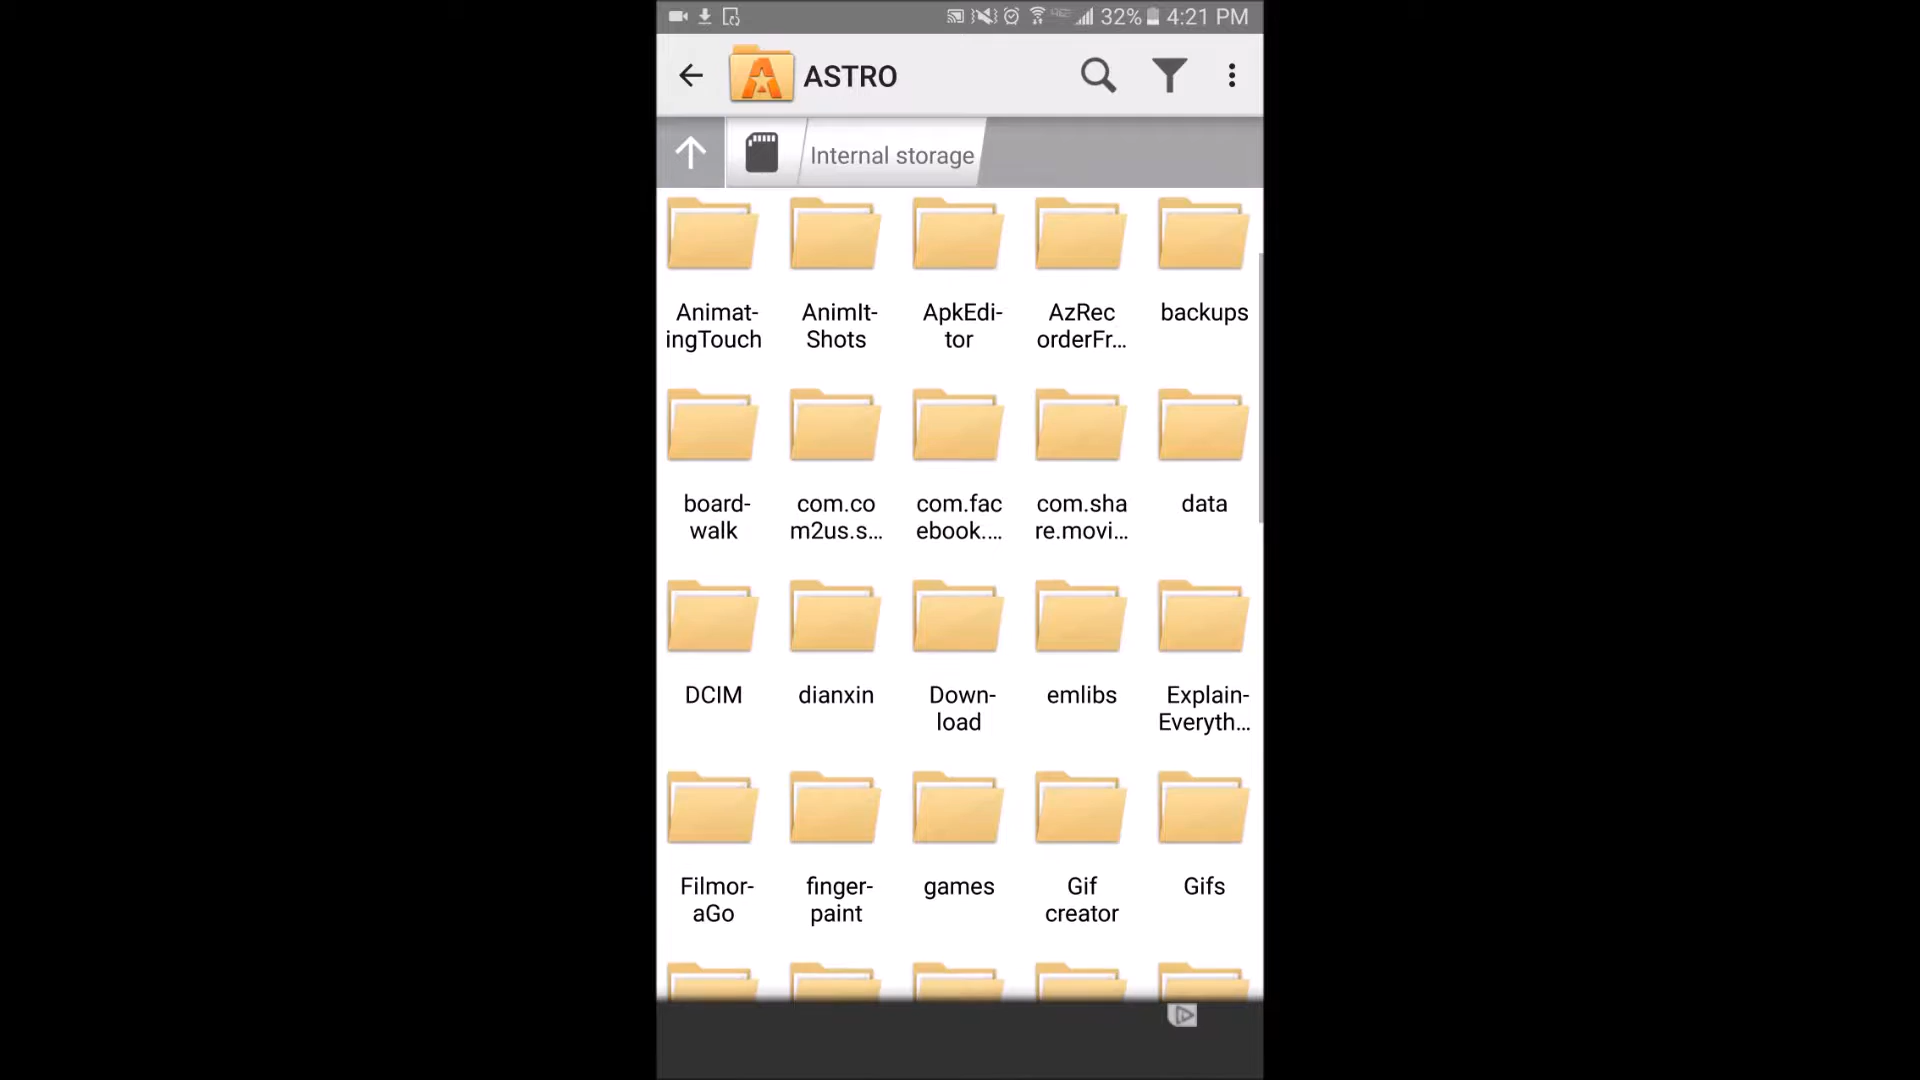 32% 4:21 PM
ASTRO
Internal storage
Animat-
ingTouch
AnimIt-
Shots
ApkEdi-
tor
AzRec
orderFr...
backups
board-
walk
com.co
m2us.s...
com.fac
ebook....
com.sha
re.movi...
data
DCIM
dianxin
Down-
load
emlibs
Explain-
Everyth...
Filmor-
aGo
finger-
paint
games
Gif
creator
Gifs